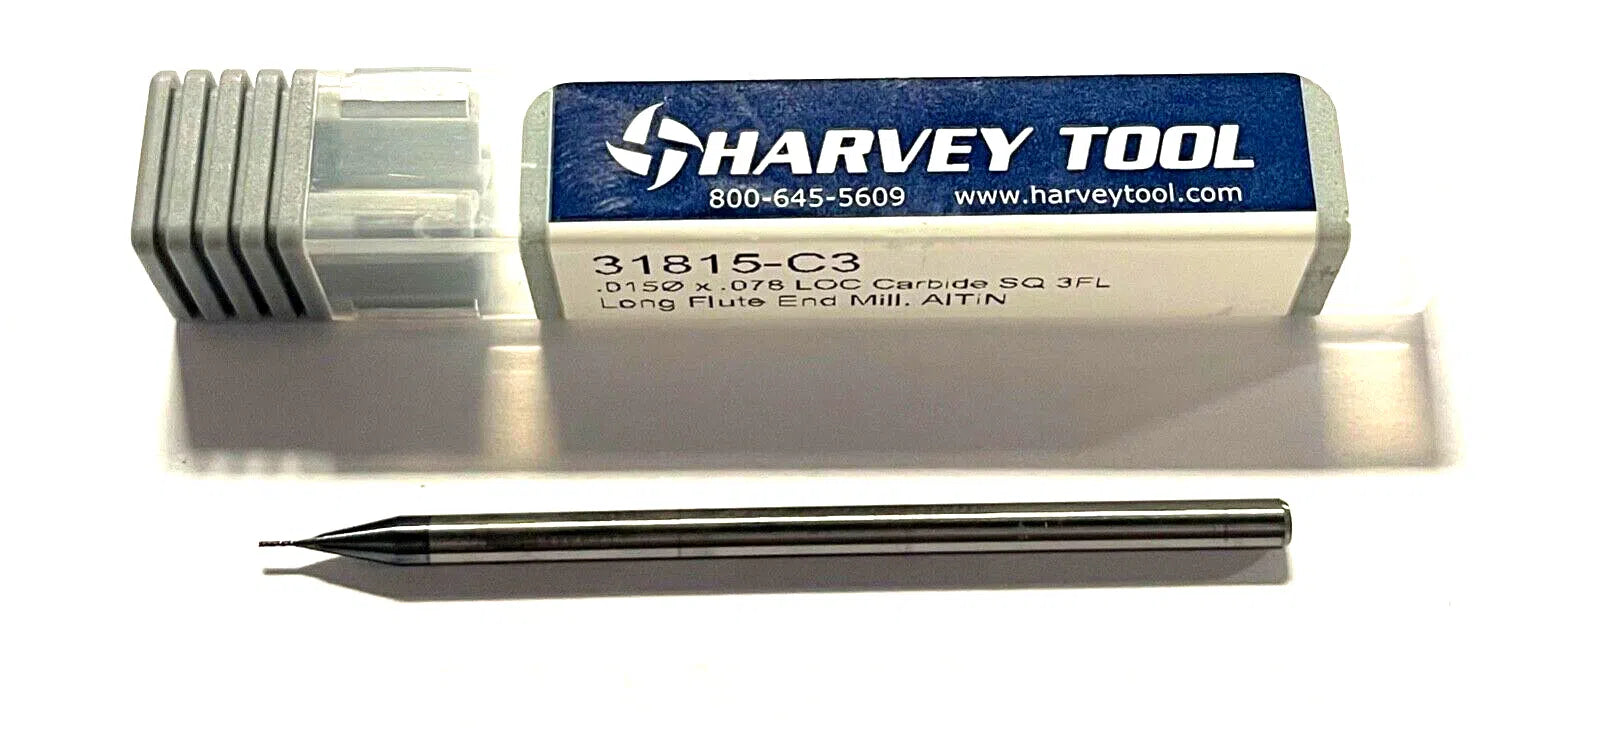 HARVEY TOOL
800-645-5609 www.harveytool.com
31815-C3
.015Ø x .078 LOC Carbide SQ 3FL
Long Flute End Mill. AlTiN